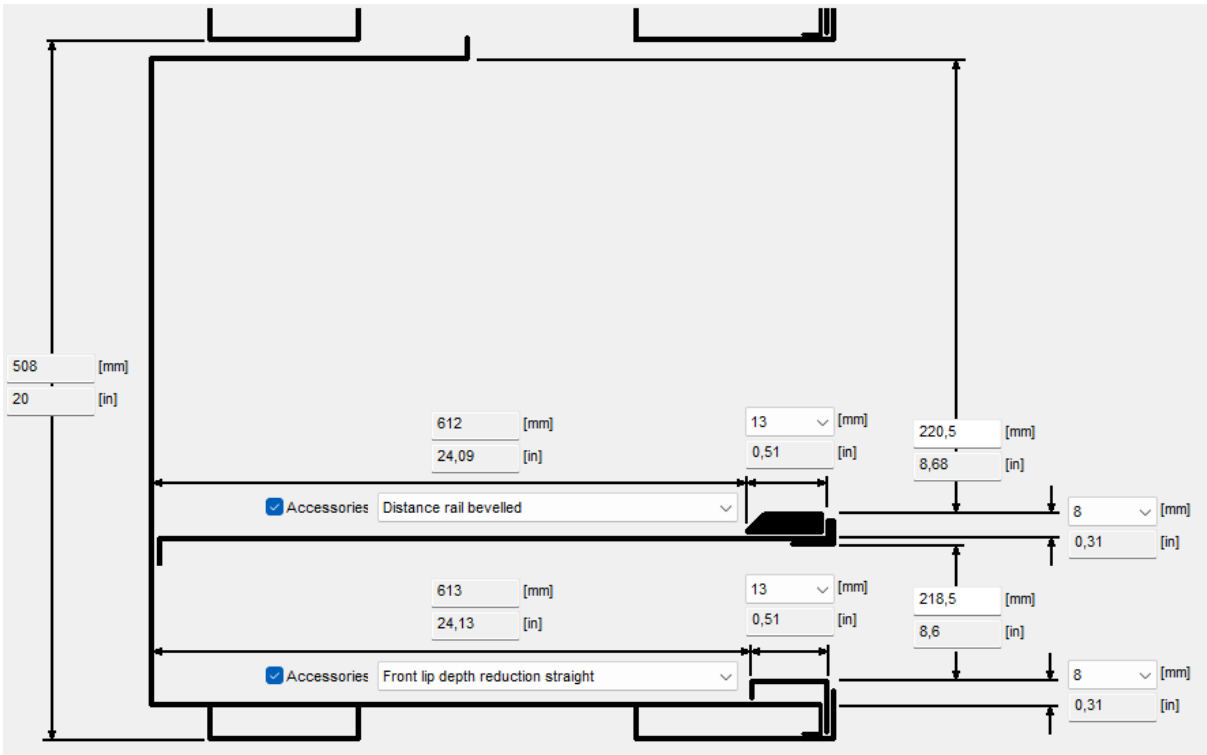 508 [mm]
20 [in]
612 [mm]
24,09 [in]
13 [mm]
0,51 [in]
220,5 [mm]
8,68 [in]
Accessories Distance rail bevelled
8 [mm]
0,31 [in]
613 [mm]
24,13 [in]
13 [mm]
0,51 [in]
218,5 [mm]
8,6 [in]
Accessories Front lip depth reduction straight
8 [mm]
0,31 [in]